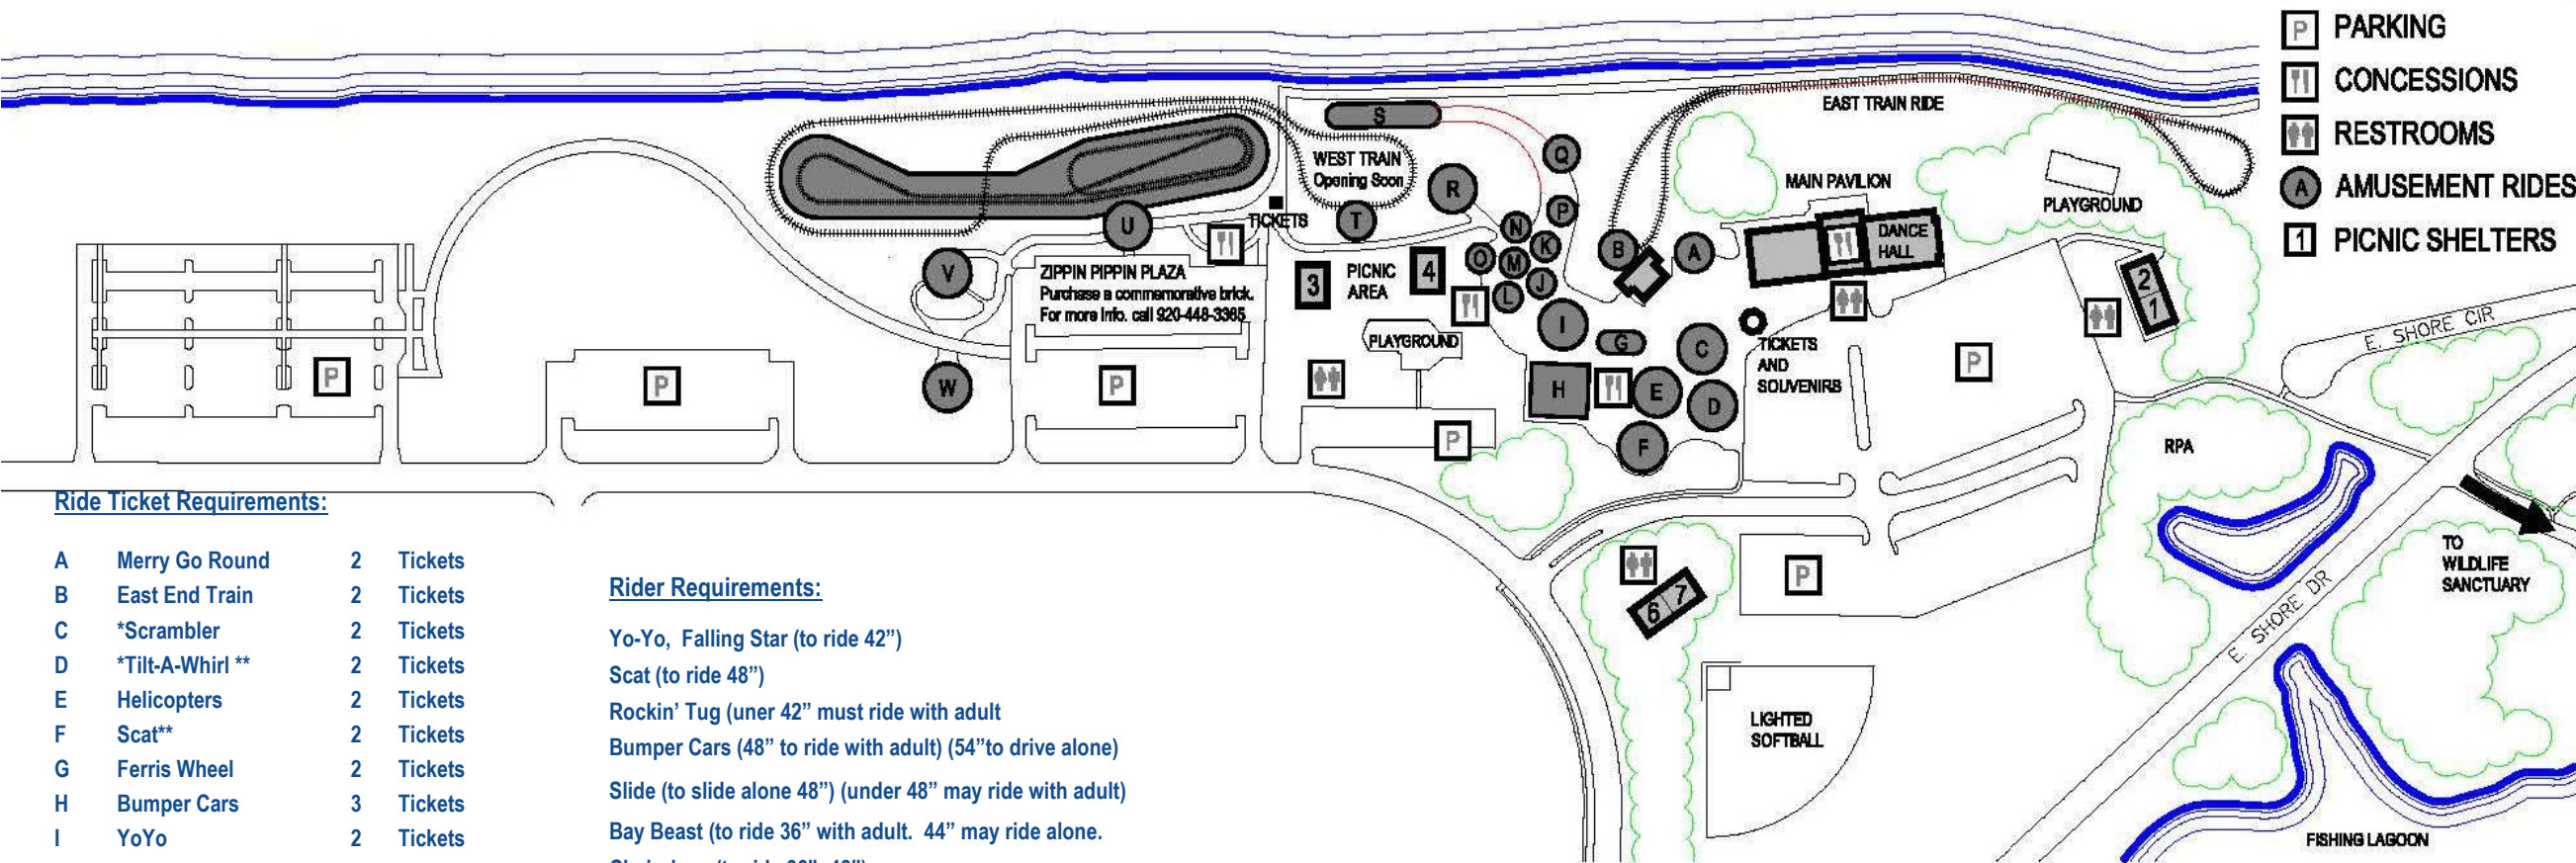 P PARKING
CONCESSIONS
RESTROOMS
A AMUSEMENT RIDES
1 PICNIC SHELTERS
EAST TRAIN RIDE
S
WEST TRAIN
Opening Soon
Q
R
MAIN PAVILION
PLAYGROUND
TICKETS
U
T
N
P
K
O
M
B
A
DANCE
HALL
V
ZIPPIN PIPPIN PLAZA
Purchase a commemorative brick.
For more info. call 920-448-3365
3
PICNIC
AREA
4
L
J
2
1
I
G
C
PLAYGROUND
TICKETS
AND
SOUVENIRS
E. SHORE CIR
P
P
W
P
H
E
D
P
P
F
RPA
TO
WILDLIFE
SANCTUARY
E. SHORE DR
P
6
7
LIGHTED
SOFTBALL
FISHING LAGOON
Ride Ticket Requirements:
A Merry Go Round 2 Tickets
B East End Train 2 Tickets
C *Scrambler 2 Tickets
D *Tilt-A-Whirl ** 2 Tickets
E Helicopters 2 Tickets
F Scat** 2 Tickets
G Ferris Wheel 2 Tickets
H Bumper Cars 3 Tickets
I YoYo 2 Tickets
Rider Requirements:
Yo-Yo, Falling Star (to ride 42”)
Scat (to ride 48”)
Rockin’ Tug (uner 42” must ride with adult
Bumper Cars (48” to ride with adult) (54”to drive alone)
Slide (to slide alone 48”) (under 48” may ride with adult)
Bay Beast (to ride 36” with adult. 44” may ride alone.